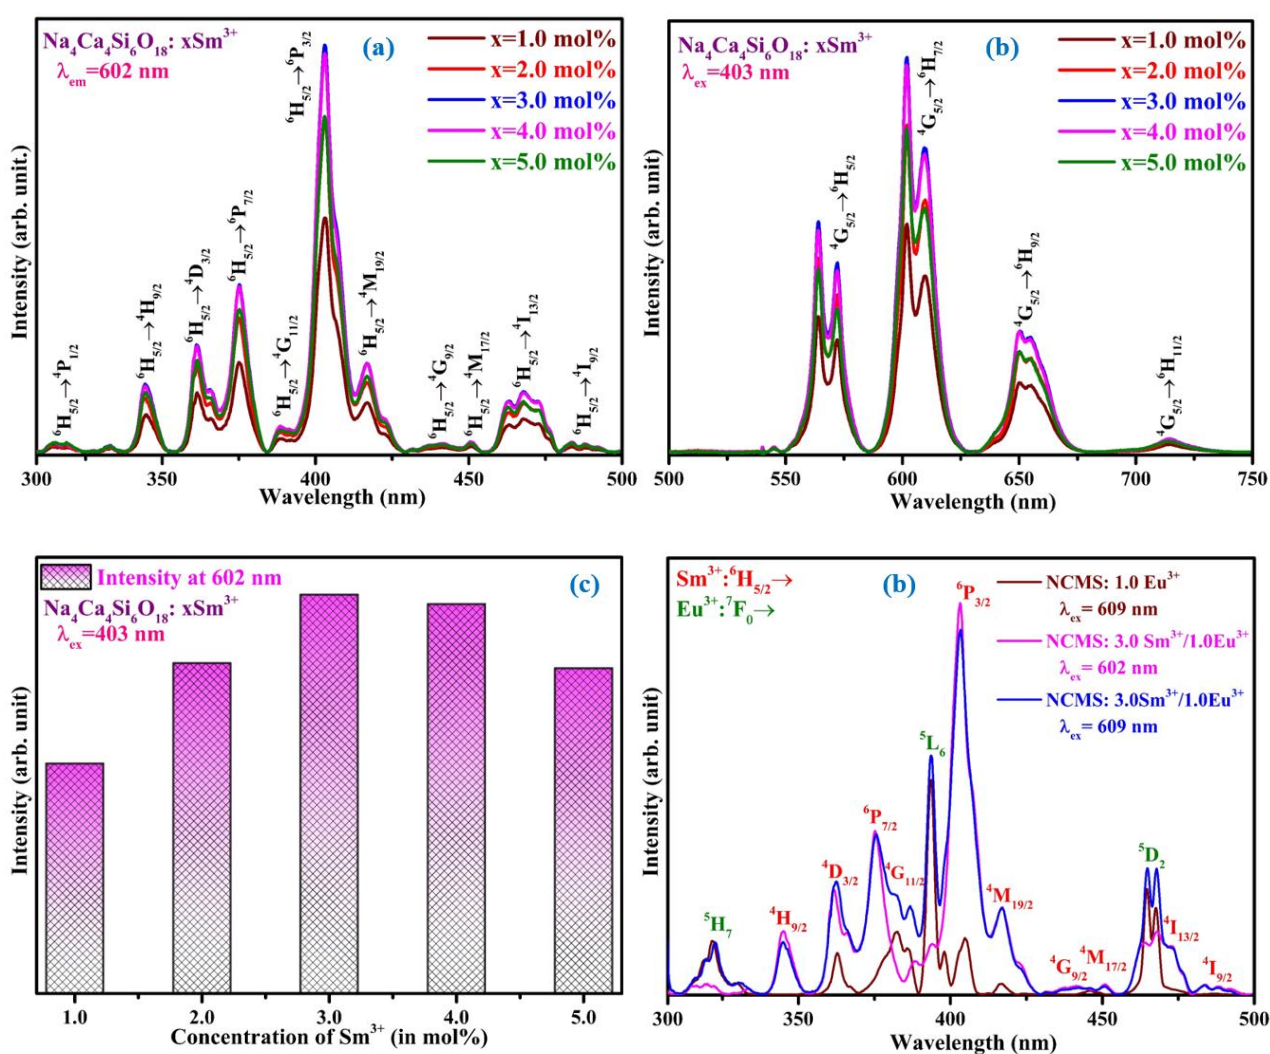 Na₄Ca₄Si₆O₁₈: xSm³⁺
λem=602 nm
(a)
x=1.0 mol%
x=2.0 mol%
x=3.0 mol%
x=4.0 mol%
x=5.0 mol%
⁶H₅/₂→⁴P₁/₂
⁶H₅/₂→⁴H₉/₂
⁶H₅/₂→⁴D₃/₂
⁶H₅/₂→⁶P₇/₂
⁶H₅/₂→⁴G₁₁/₂
⁶H₅/₂→⁶P₃/₂
⁶H₅/₂→⁴M₁₉/₂
⁶H₅/₂→⁴G₉/₂
⁶H₅/₂→⁴M₁₇/₂
⁶H₅/₂→⁴I₁₃/₂
⁶H₅/₂→⁴I₉/₂
Intensity (arb. unit.)
300 350 400 450 500
Wavelength (nm)
Na₄Ca₄Si₆O₁₈: xSm³⁺
λex=403 nm
(b)
x=1.0 mol%
x=2.0 mol%
x=3.0 mol%
x=4.0 mol%
x=5.0 mol%
⁴G₅/₂→⁶H₅/₂
⁴G₅/₂→⁶H₇/₂
⁴G₅/₂→⁶H₉/₂
⁴G₅/₂→⁶H₁₁/₂
Intensity (arb. unit)
500 550 600 650 700 750
Wavelength (nm)
Intensity at 602 nm
(c)
Na₄Ca₄Si₆O₁₈: xSm³⁺
λex=403 nm
Intensity (arb. unit)
1.0 2.0 3.0 4.0 5.0
Concentration of Sm³⁺ (in mol%)
Sm³⁺:⁶H₅/₂→
Eu³⁺:⁷F₀→
(b)
NCMS: 1.0 Eu³⁺
λex= 609 nm
NCMS: 3.0 Sm³⁺/1.0Eu³⁺
λex= 602 nm
NCMS: 3.0Sm³⁺/1.0Eu³⁺
λex= 609 nm
⁵H₇
⁴H₉/₂
⁴D₃/₂
⁶P₇/₂
⁴G₁₁/₂
⁵L₆
⁶P₃/₂
⁴M₁₉/₂
⁴G₉/₂
⁴M₁₇/₂
⁵D₂
⁴I₁₃/₂
⁴I₉/₂
Intensity (arb. unit)
300 350 400 450 500
Wavelength (nm)